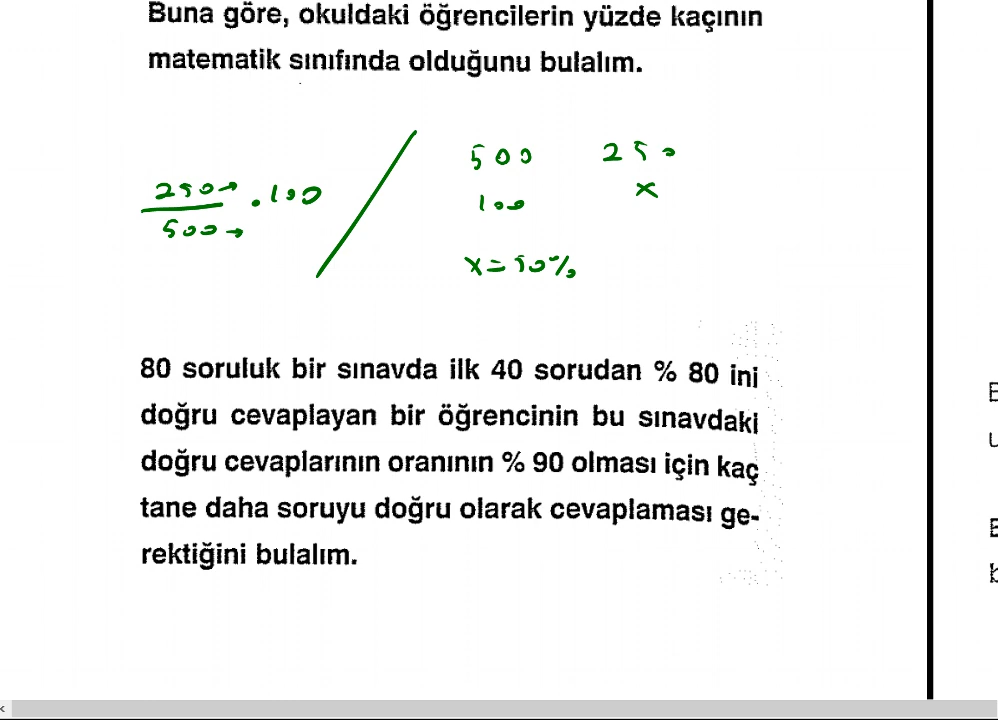 Buna göre, okuldaki öğrencilerin yüzde kaçının
matematik sınıfında olduğunu bulalım.
500 250
2500 . 100
100 x
500
x = 50%
80 soruluk bir sınavda ilk 40 sorudan % 80 ini
doğru cevaplayan bir öğrencinin bu sınavdaki
doğru cevaplarının oranının % 90 olması için kaç
tane daha soruyu doğru olarak cevaplaması ge-
rektiğini bulalım.